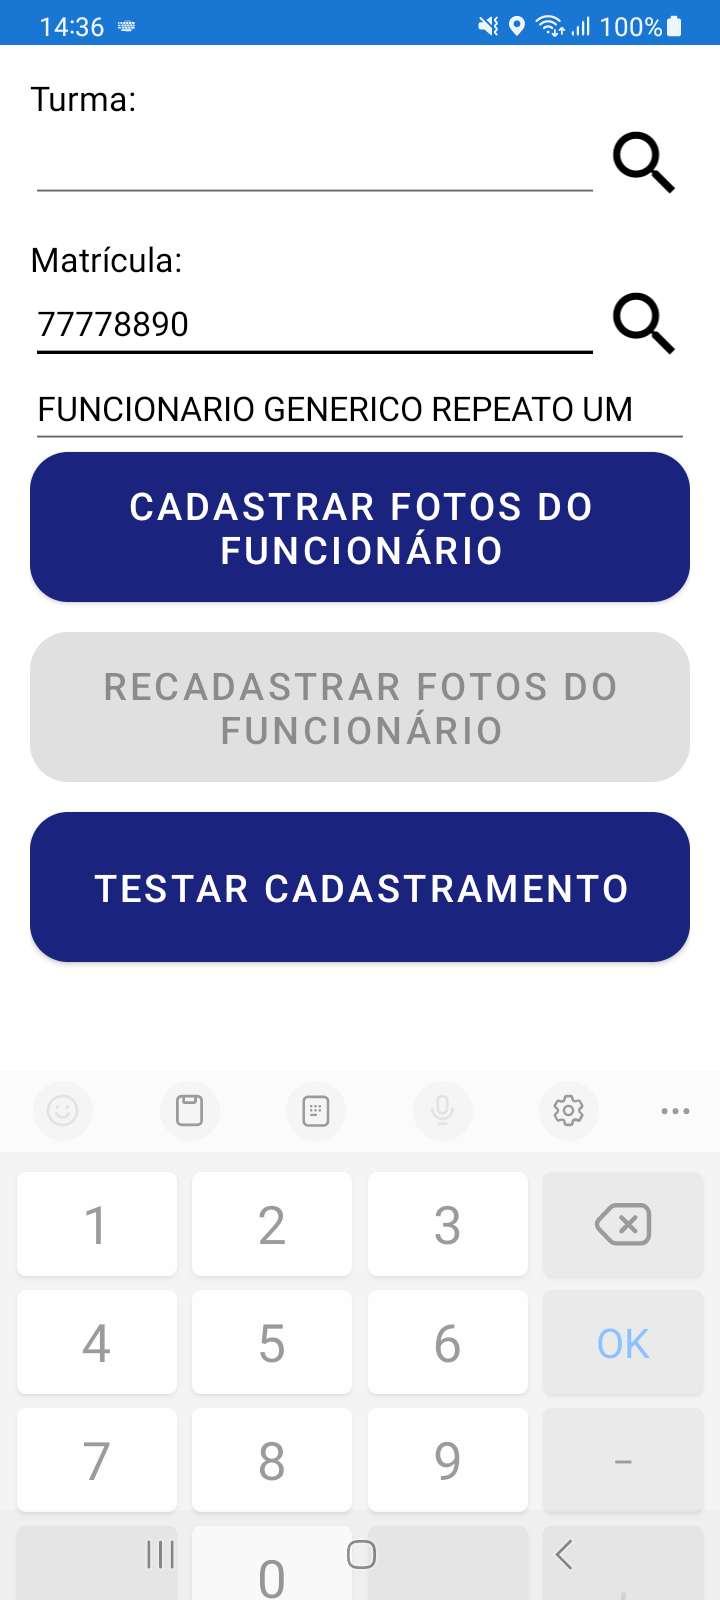 14:36 100%
Turma:
Matrícula:
77778890
FUNCIONARIO GENERICO REPEATO UM
CADASTRAR FOTOS DO
FUNCIONÁRIO
RECADASTRAR FOTOS DO
FUNCIONÁRIO
TESTAR CADASTRAMENTO
1 2 3
4 5 6 OK
7 8 9 -
0